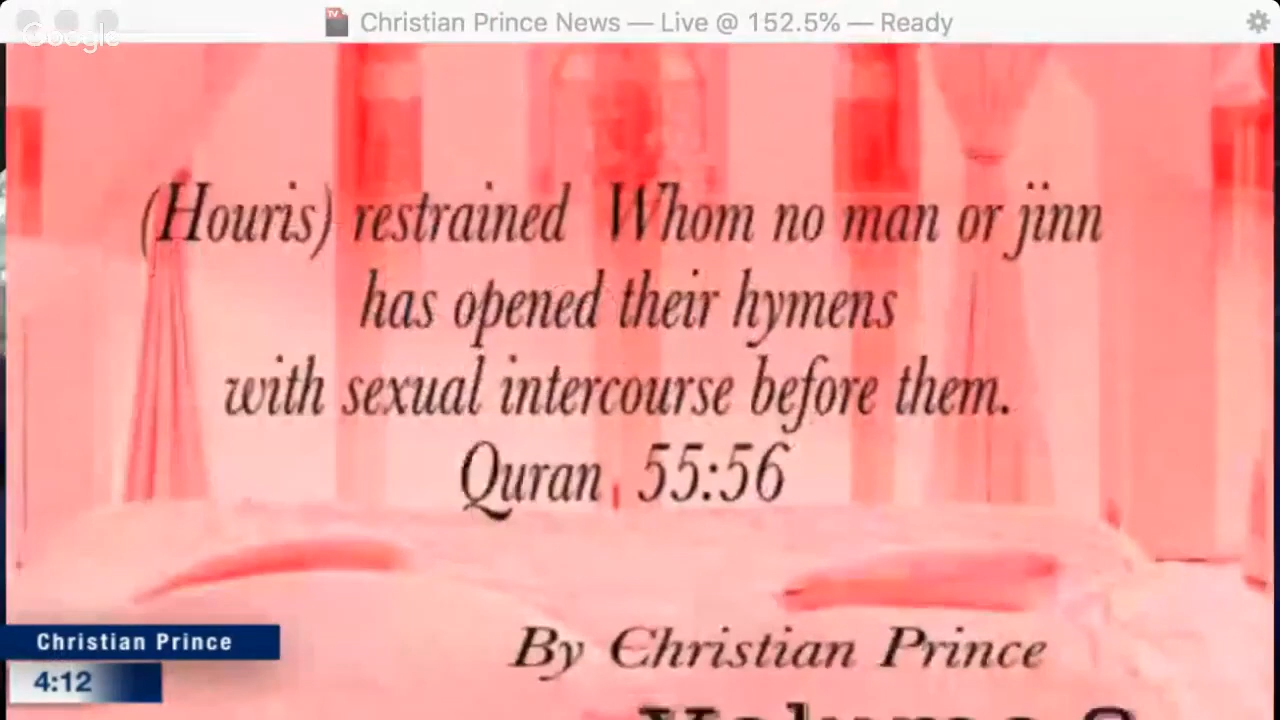 Christian Prince News — Live @ 152.5% — Ready
Google
(Houris) restrained Whom no man or jinn
has opened their hymens
with sexual intercourse before them.
Quran 55:56
Christian Prince
4:12
By Christian Prince